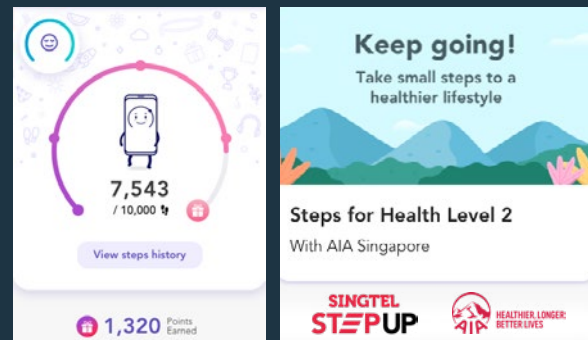 7,543
/ 10,000
View steps history
1,320 Points
Earned
Keep going!
Take small steps to a
healthier lifestyle
Steps for Health Level 2
With AIA Singapore
SINGTEL
STEPUP
AIA
HEALTHIER, LONGER,
BETTER LIVES